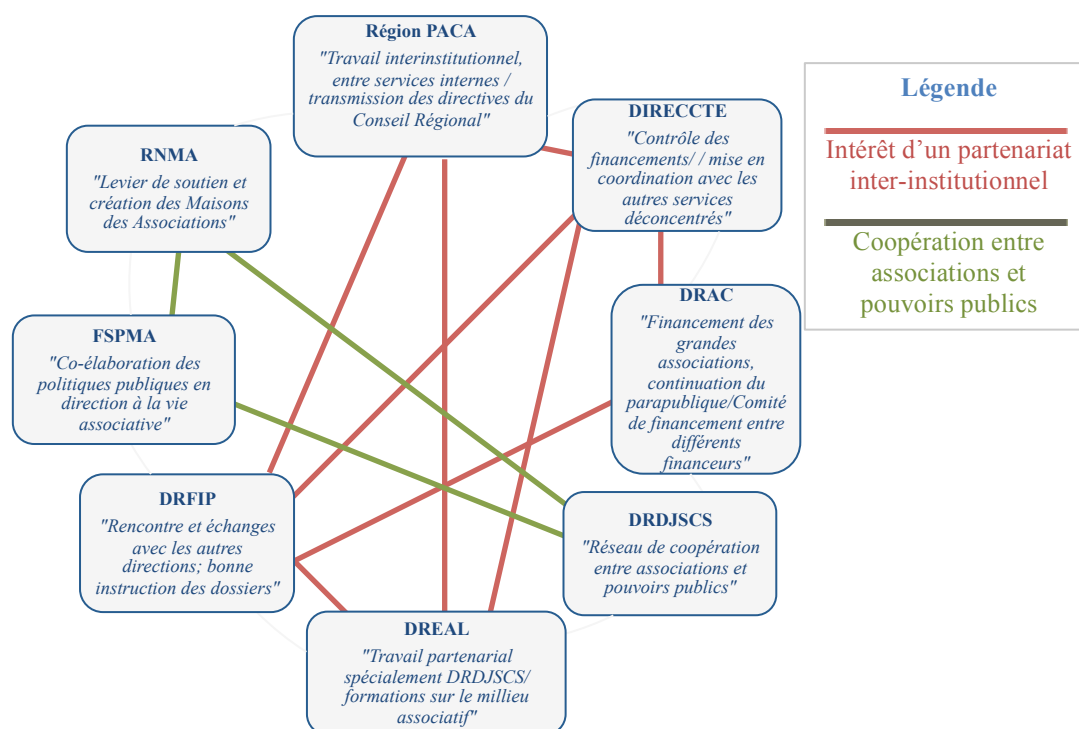 Région PACA
"Travail interinstitutionnel,
entre services internes /
transmission des directives du
Conseil Régional"
DIRECCTE
"Contrôle des
financements/ / mise en
coordination avec les
autres services
déconcentrés"
DRAC
"Financement des
grandes
associations,
continuation du
parapublique/Comité
de financement entre
différents
financeurs"
DRDJSCS
"Réseau de coopération
entre associations et
pouvoirs publics"
DREAL
"Travail partenarial
spécialement DRDJSCS/
formations sur le millieu
associatif"
DRFIP
"Rencontre et échanges
avec les autres
directions; bonne
instruction des dossiers"
FSPMA
"Co-élaboration des
politiques publiques en
direction à la vie
associative"
RNMA
"Levier de soutien et
création des Maisons
des Associations"
Légende
Intérêt d'un partenariat
inter-institutionnel
Coopération entre
associations et
pouvoirs publics